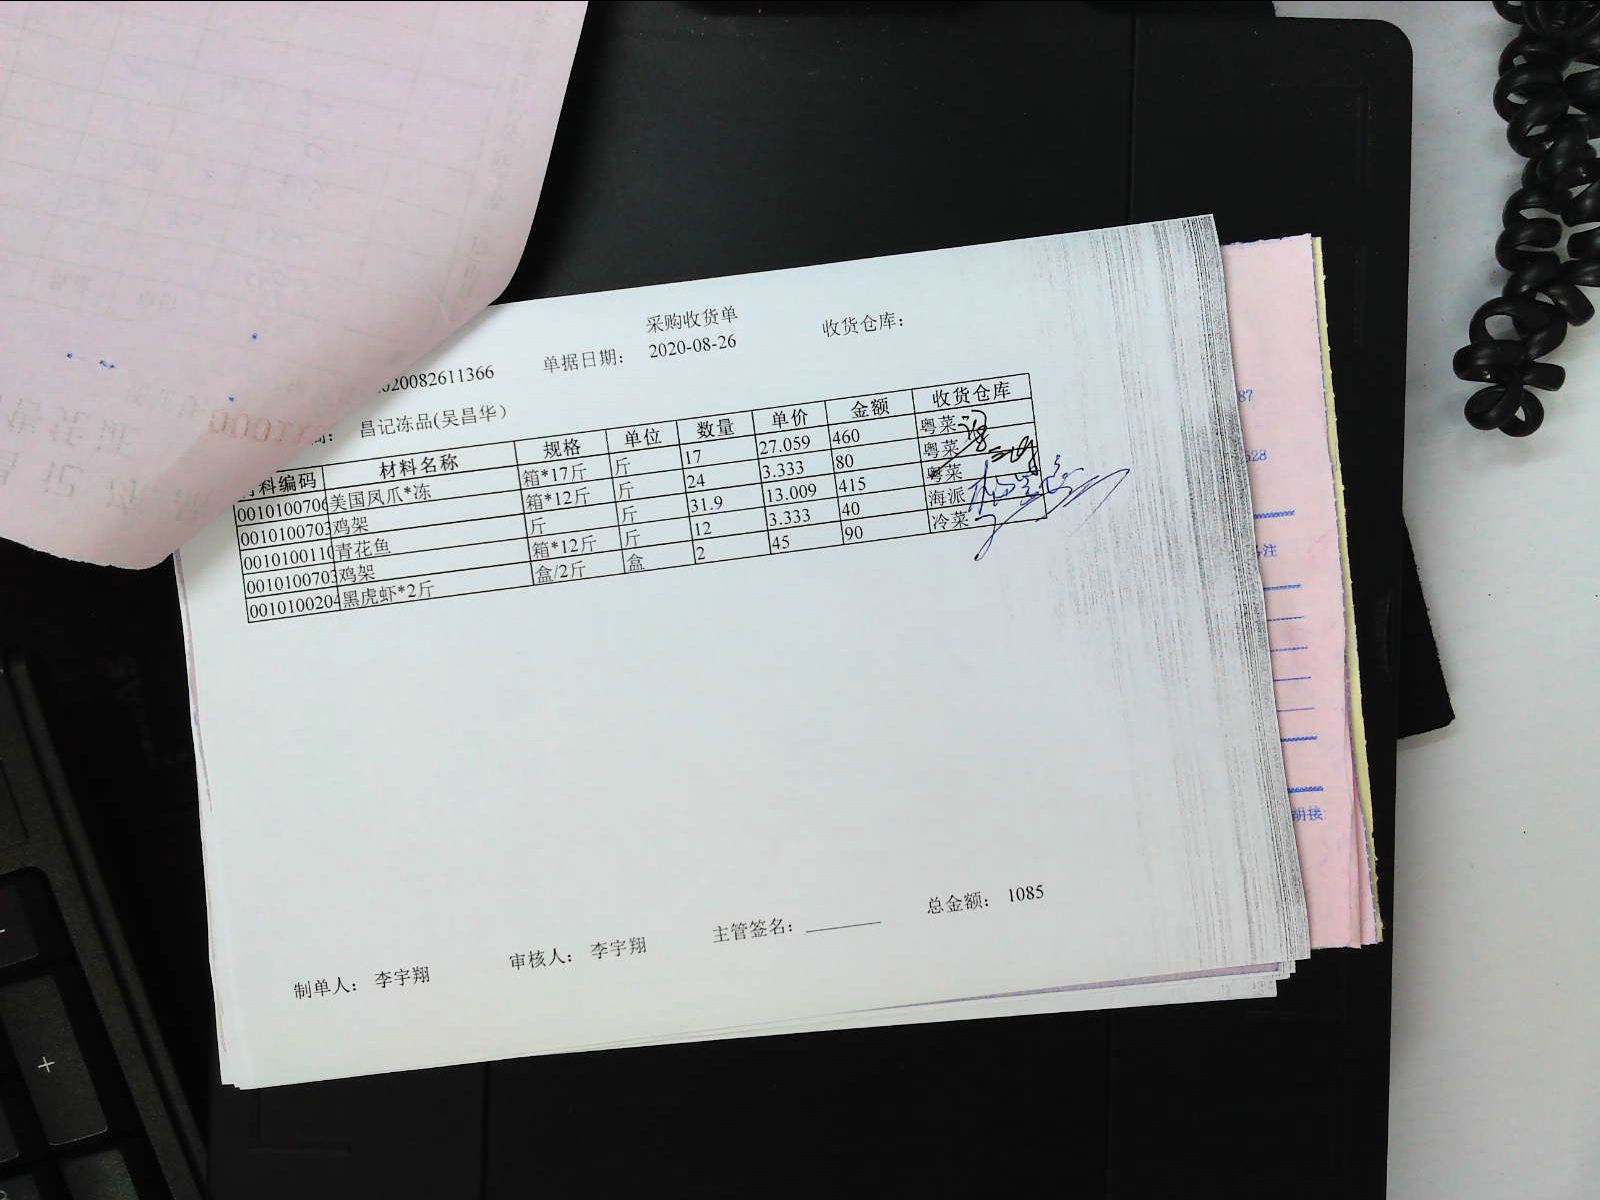 采购收货单
020082611366 单据日期： 2020-08-26 收货仓库：
昌记冻品(吴昌华）
料编码 材料名称 规格 单位 数量 单价 金额 收货仓库
0010100706 美国凤爪*冻 箱*17斤 斤 17 27.059 460 粤菜
0010100703 鸡架 箱*12斤 斤 24 3.333 80 粤菜
0010100110 青花鱼 斤 斤 31.9 13.009 415 粤菜
0010100703 鸡架 箱*12斤 斤 12 3.333 40 海派
0010100204 黑虎虾*2斤 盒/2斤 盒 2 45 90 冷菜
总金额： 1085
制单人： 李宇翔 审核人： 李宇翔 主管签名：
87
528
备注
明接